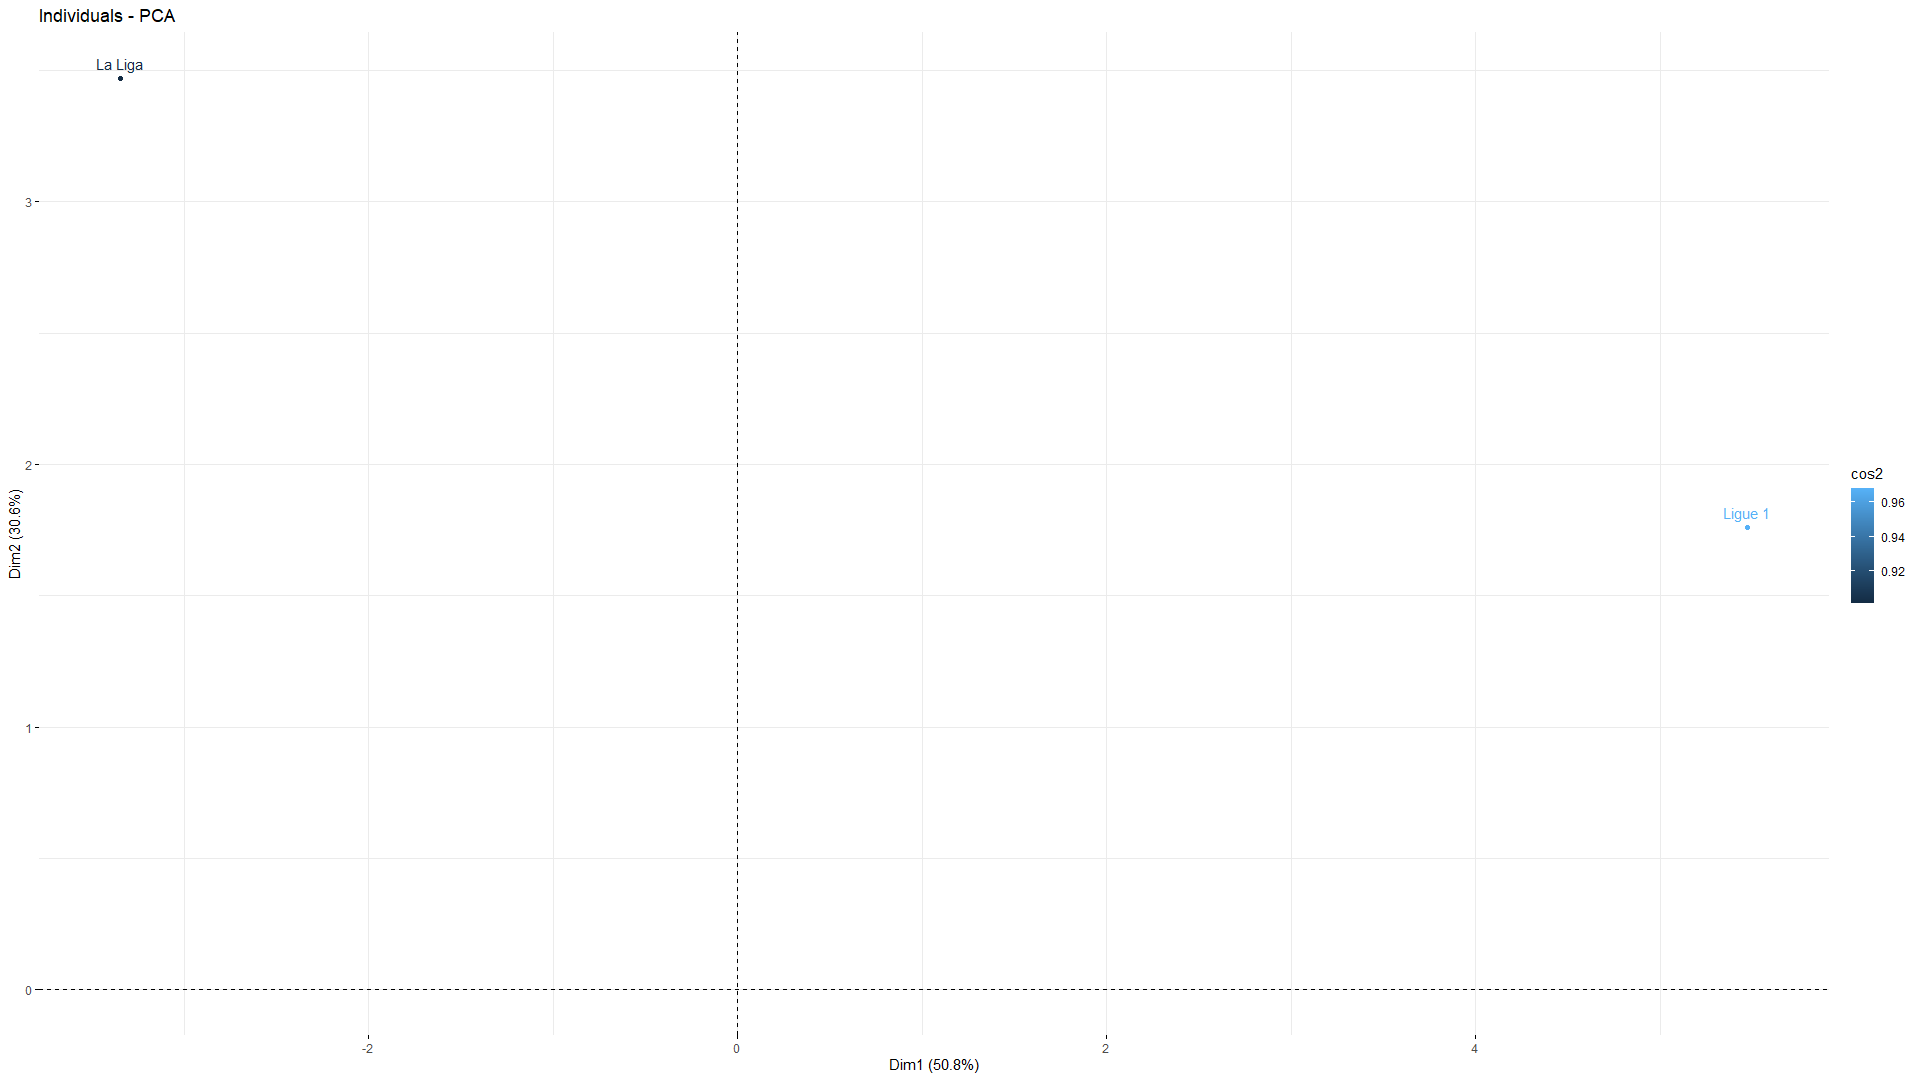 Individuals - PCA
La Liga
3
2
Dim2 (30.6%)
1
0
Ligue 1
cos2
0.96
0.94
0.92
-2
0
2
4
Dim1 (50.8%)